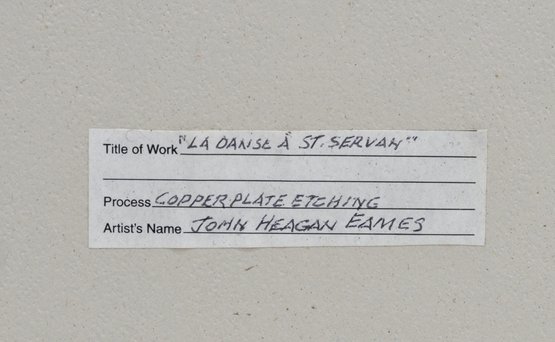 Title of Work "LA DANSE À ST. SERVAN"
Process COPPERPLATE ETCHING
Artist's Name JOHN HEAGAN EAMES